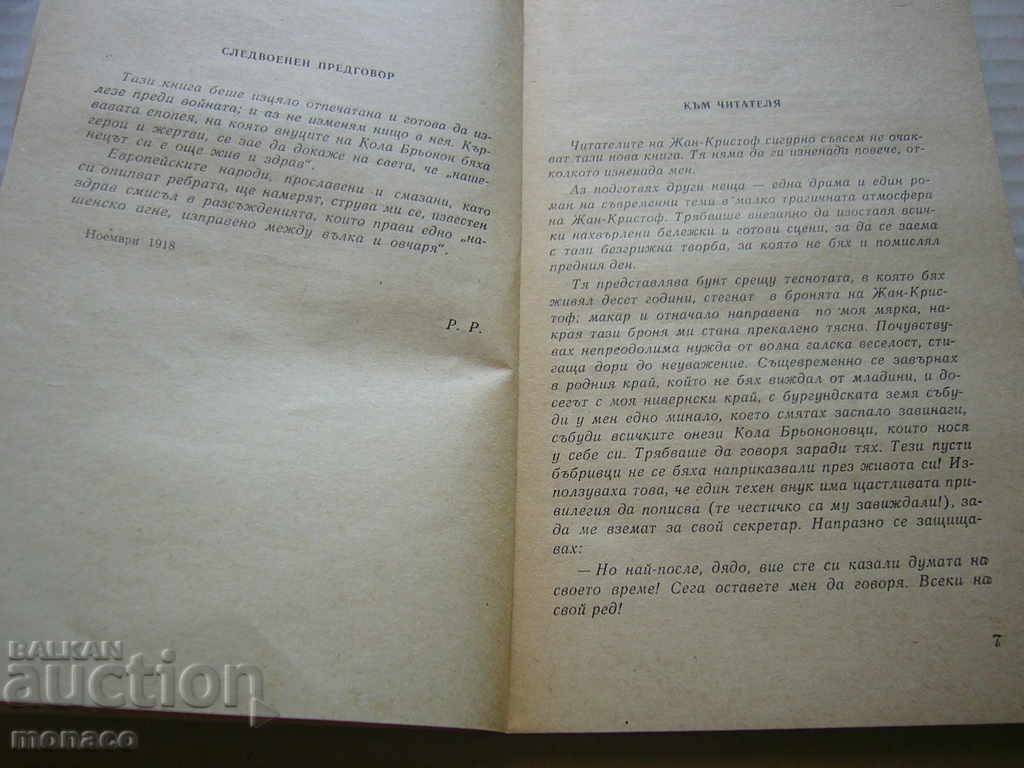 СЛЕДВОЕНЕН ПРЕДГОВОР
Тази книга беше изцяло отпечатана и готова да из-
лезе преди войната; и аз не изменям нищо в нея. Кър-
вавата епопея, на която внуците на Кола Брьонон бяха
герои и жертви, се зае да докаже на света, че „наше-
нецът си е още жив и здрав“.
Европейските народи, прославени и смазани, като
си опипват ребрата, ще намерят, струва ми се, известен
здрав смисъл в разсъжденията, които прави едно „на-
шенско агне, изправено между вълка и овчаря“.
Ноември 1918
Р. Р.
КЪМ ЧИТАТЕЛЯ
Читателите на Жан-Кристоф сигурно съвсем не очак-
ват тази нова книга. Тя няма да ги изненада повече, от-
колкото изненада мен.
Аз подготвях други неща — една драма и един ро-
ман на съвременни теми в малко трагичната атмосфера
на Жан-Кристоф. Трябваше внезапно да изоставя всич-
ки нахвърлени бележки и готови сцени, за да се заема
с тази безгрижна творба, за която не бях и помислял
предния ден.
Тя представлява бунт срещу теснотата, в която бях
живял десет години, стегнат в бронята на Жан-Крис-
тоф; макар и отначало направена по моя мярка, на-
края тази броня ми стана прекалено тясна. Почувству-
вах непреодолима нужда от волна галска веселост, сти-
гаща дори до неуважение. Същевременно се завърнах
в родния край, който не бях виждал от младини, и до-
сегът с моя нивернски край, с бургундската земя събу-
ди у мен едно минало, което смятах заспало завинаги,
събуди всичките онези Кола Брьононовци, които нося
у себе си. Трябваше да говоря заради тях. Тези пусти
бъбривци не се бяха наприказвали през живота си! Из-
ползуваха това, че един техен внук има щастливата при-
вилегия да пописва (те честичко са му завиждали!), за-
да ме вземат за свой секретар. Напразно се защища-
вах:
— Но най-после, дядо, вие сте си казали думата на
своето време! Сега оставете мен да говоря. Всеки на
свой ред!
7
BALKAN
auction
monaco